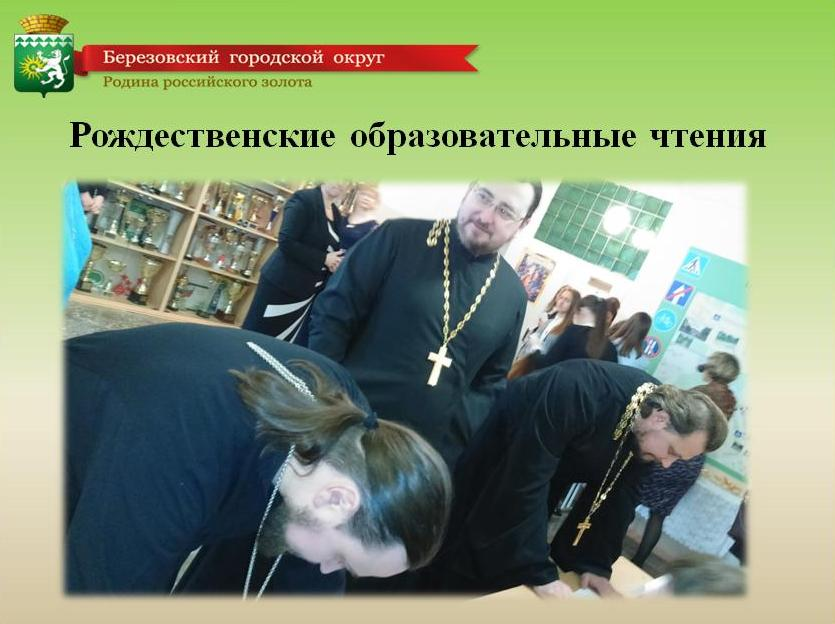 Березовский городской округ
Родина российского золота
Рождественские образовательные чтения